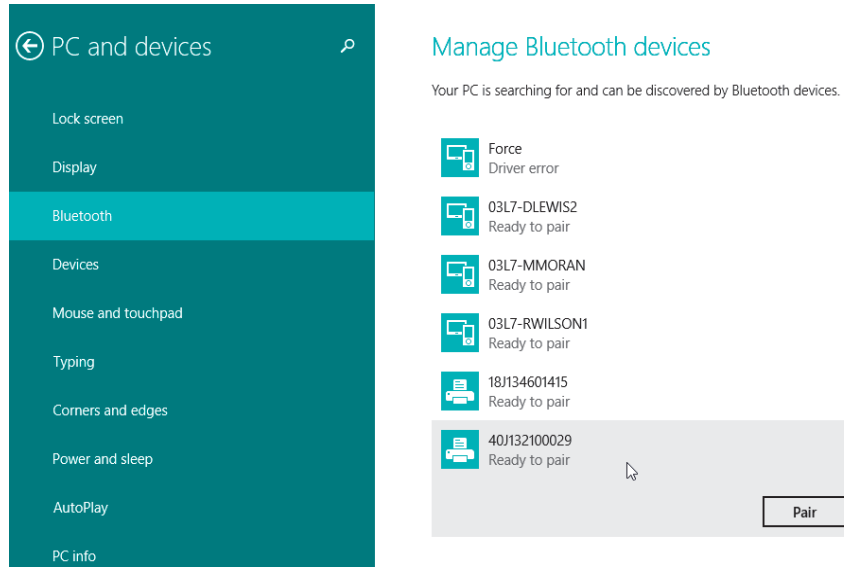 PC and devices
Lock screen
Display
Bluetooth
Devices
Mouse and touchpad
Typing
Corners and edges
Power and sleep
AutoPlay
PC info
Manage Bluetooth devices
Your PC is searching for and can be discovered by Bluetooth devices.
Force
Driver error
03L7-DLEWIS2
Ready to pair
03L7-MMORAN
Ready to pair
03L7-RWILSON1
Ready to pair
18J134601415
Ready to pair
40J132100029
Ready to pair
Pair